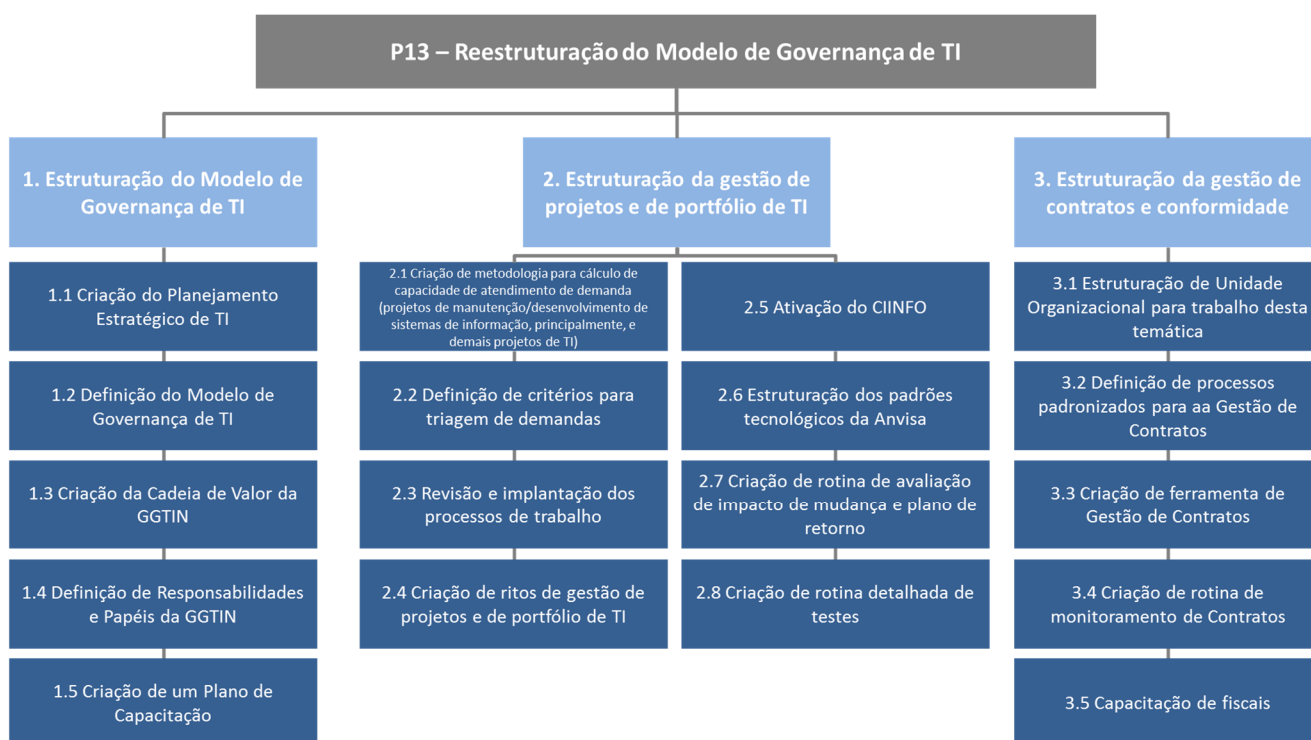 P13 – Reestruturação do Modelo de Governança de TI
1. Estruturação do Modelo de
Governança de TI
1.1 Criação do Planejamento
Estratégico de TI
1.2 Definição do Modelo de
Governança de TI
1.3 Criação da Cadeia de Valor da
GGTIN
1.4 Definição de Responsabilidades
e Papéis da GGTIN
1.5 Criação de um Plano de
Capacitação
2. Estruturação da gestão de
projetos e de portfólio de TI
2.1 Criação de metodologia para cálculo de
capacidade de atendimento de demanda
(projetos de manutenção/desenvolvimento de
sistemas de informação, principalmente, e
demais projetos de TI)
2.2 Definição de critérios para
triagem de demandas
2.3 Revisão e implantação dos
processos de trabalho
2.4 Criação de ritos de gestão de
projetos e de portfólio de TI
2.5 Ativação do CIINFO
2.6 Estruturação dos padrões
tecnológicos da Anvisa
2.7 Criação de rotina de avaliação
de impacto de mudança e plano de
retorno
2.8 Criação de rotina detalhada de
testes
3. Estruturação da gestão de
contratos e conformidade
3.1 Estruturação de Unidade
Organizacional para trabalho desta
temática
3.2 Definição de processos
padronizados para aa Gestão de
Contratos
3.3 Criação de ferramenta de
Gestão de Contratos
3.4 Criação de rotina de
monitoramento de Contratos
3.5 Capacitação de fiscais